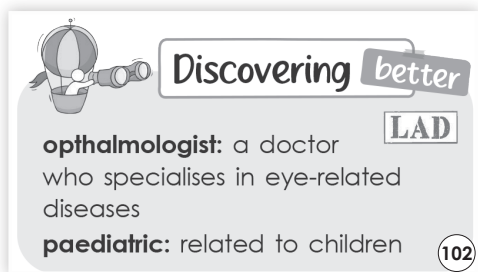 Discovering better
LAD
opthalmologist: a doctor
who specialises in eye-related
diseases
paediatric: related to children
102